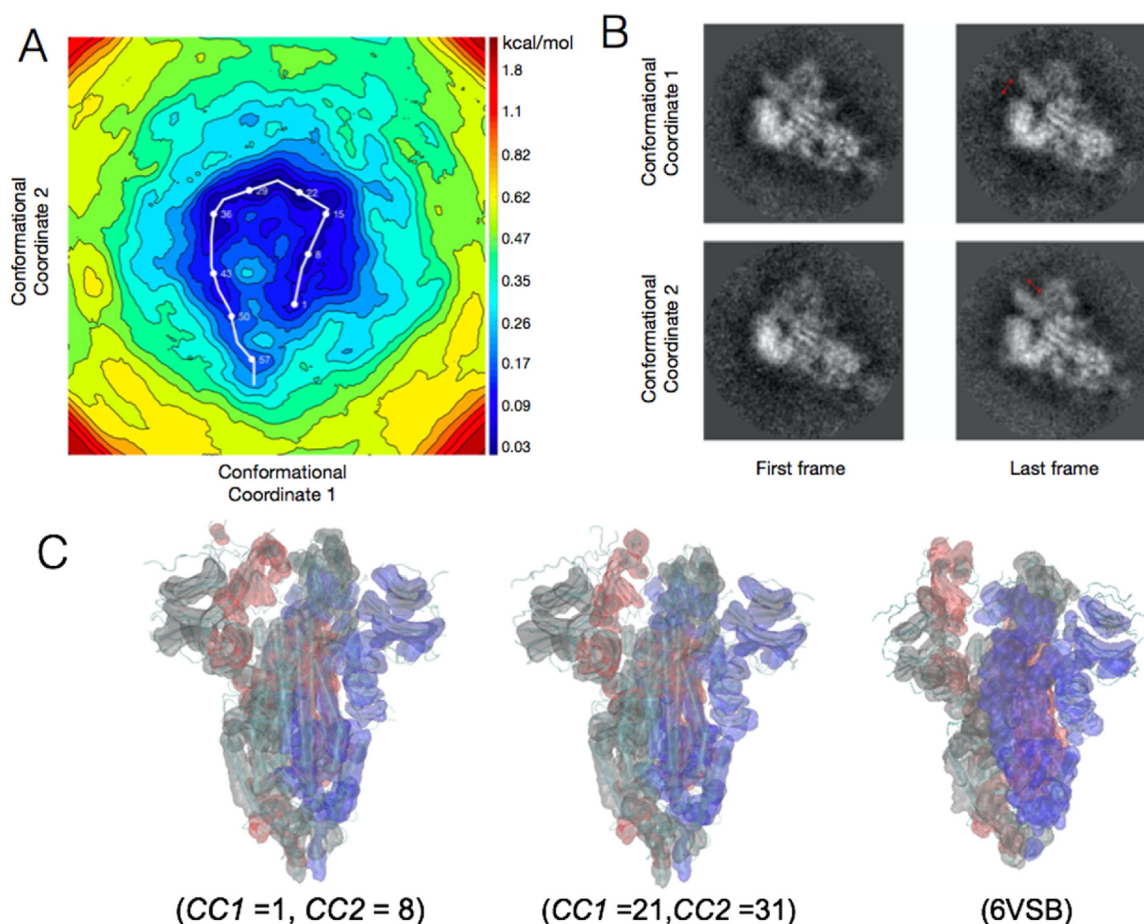 A
kcal/mol
1.8
1.1
0.82
0.62
0.47
0.35
0.26
0.17
0.09
0.03
29
22
36
15
8
43
1
50
57
Conformational
Coordinate 2
Conformational
Coordinate 1
B
Conformational
Coordinate 1
Conformational
Coordinate 2
First frame
Last frame
C
(CC1 =1, CC2 = 8)
(CC1 =21,CC2 =31)
(6VSB)